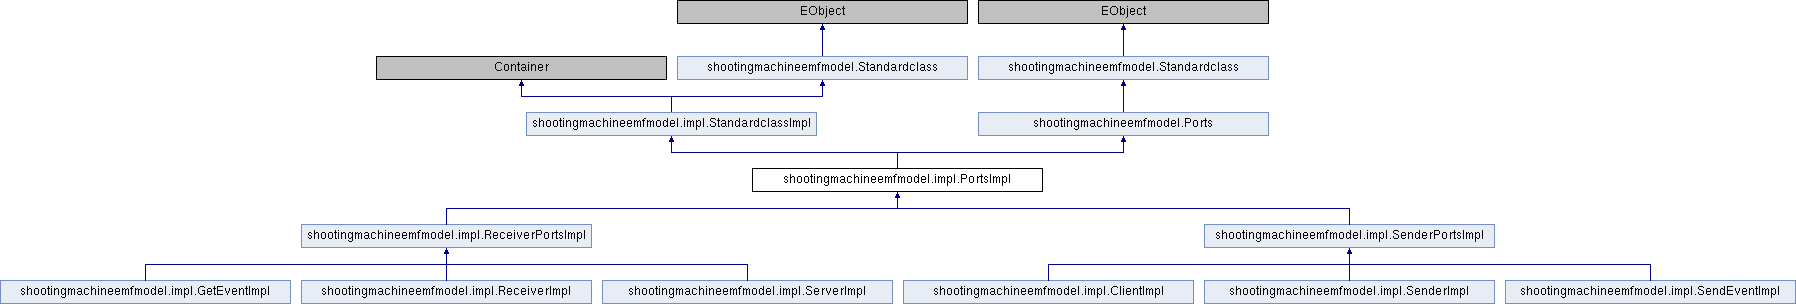 EObject
EObject
Container
shootingmachineemfmodel.Standardclass
shootingmachineemfmodel.Standardclass
shootingmachineemfmodel.impl.StandardclassImpl
shootingmachineemfmodel.Ports
shootingmachineemfmodel.impl.PortsImpl
shootingmachineemfmodel.impl.ReceiverPortsImpl
shootingmachineemfmodel.impl.SenderPortsImpl
shootingmachineemfmodel.impl.GetEventImpl
shootingmachineemfmodel.impl.ReceiverImpl
shootingmachineemfmodel.impl.ServerImpl
shootingmachineemfmodel.impl.ClientImpl
shootingmachineemfmodel.impl.SenderImpl
shootingmachineemfmodel.impl.SendEventImpl